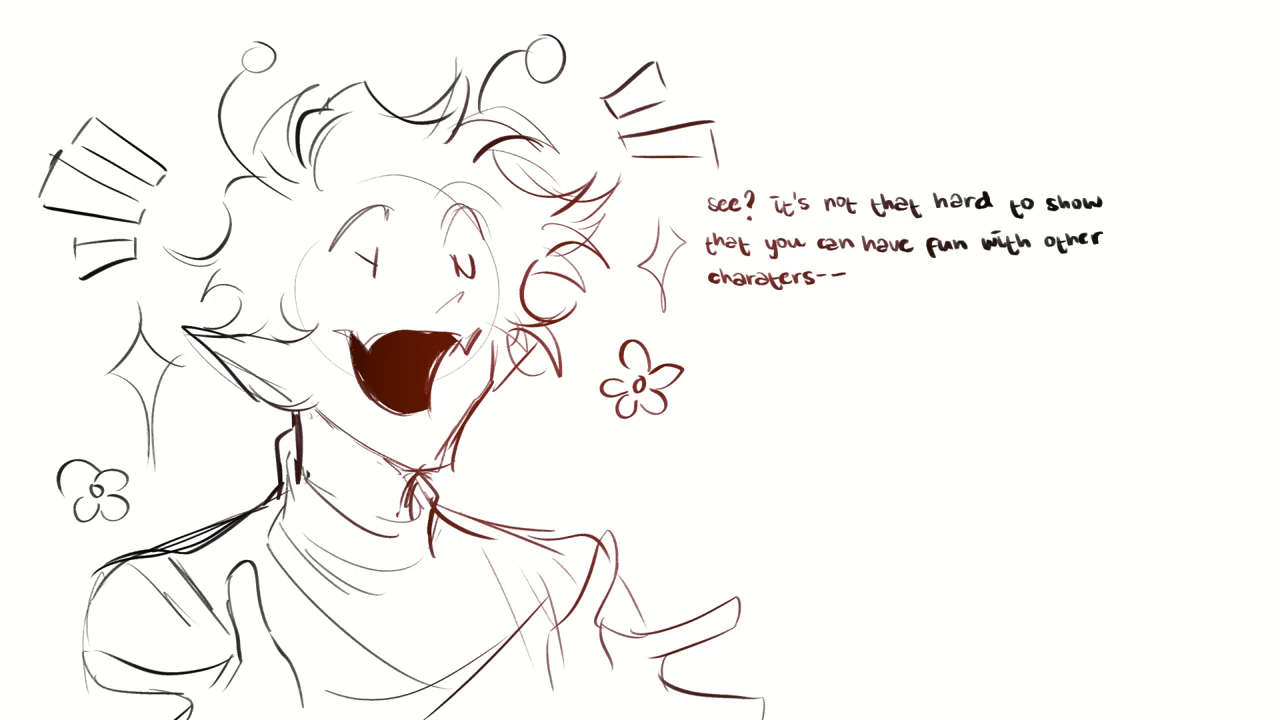 Y N
see? it's not that hard to show
that you can have fun with other
charaters--